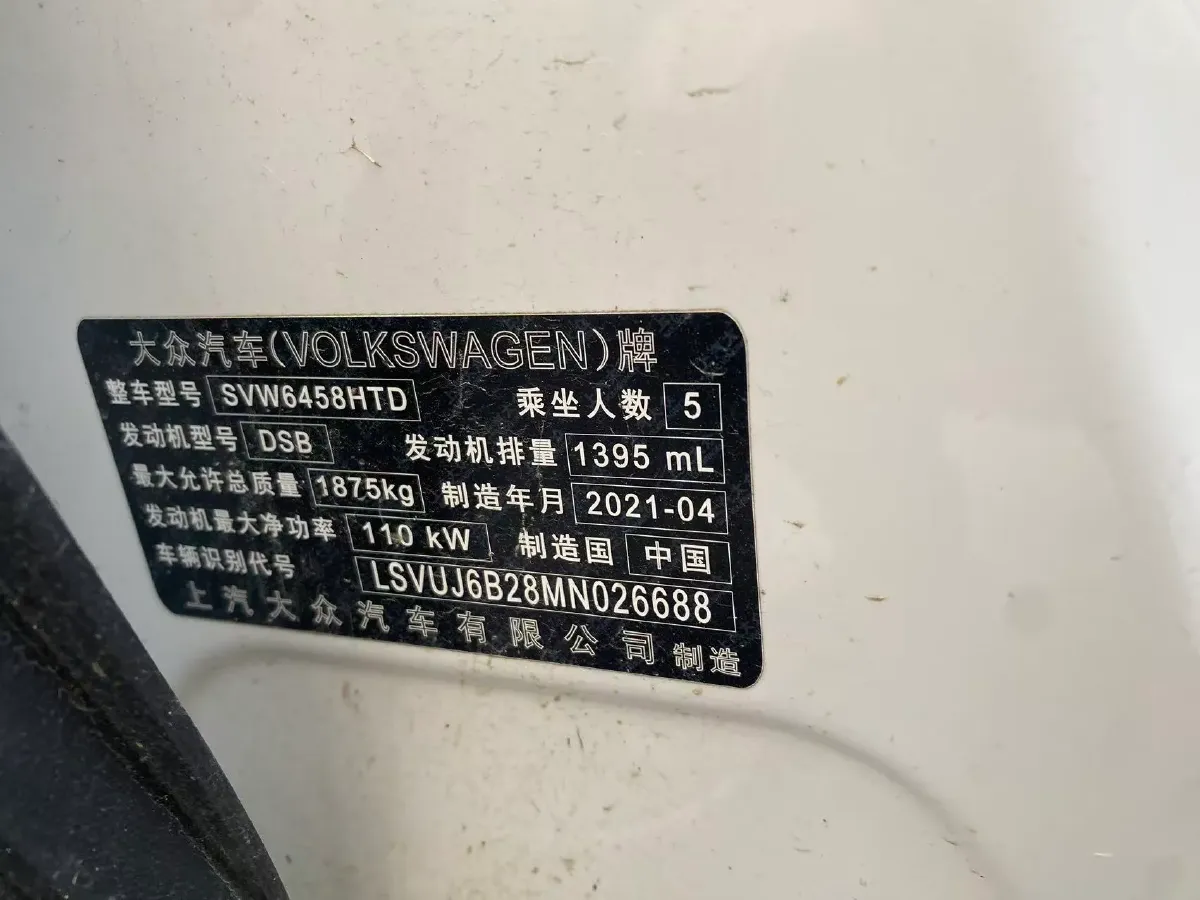 大众汽车(VOLKSWAGEN)牌
整车型号 SVW6458HTD 乘坐人数 5
发动机型号 DSB 发动机排量 1395 mL
最大允许总质量 1875kg 制造年月 2021-04
发动机最大净功率 110 kW 制造国 中国
车辆识别代号 LSVUJ6B28MN026688
上汽大众汽车有限公司制造